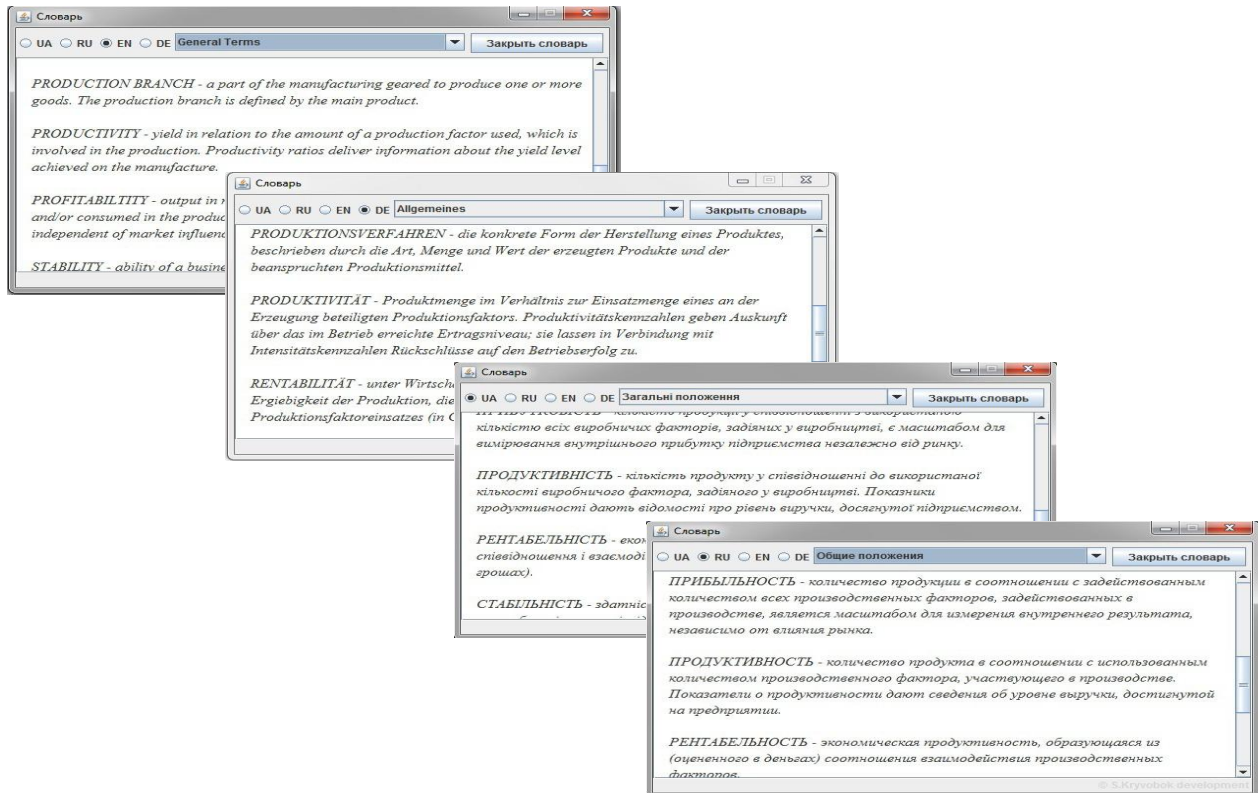 Словарь
UA RU EN DE General Terms Закрыть словарь
PRODUCTION BRANCH - a part of the manufacturing geared to produce one or more
goods. The production branch is defined by the main product.
PRODUCTIVITY - yield in relation to the amount of a production factor used, which is
involved in the production. Productivity ratios deliver information about the yield level
achieved on the manufacture.
PROFITABILTITY - output in
and/or consumed in the
independent of market
STABILITY - ability of a
Словарь
UA RU EN DE Allgemeines Закрыть словарь
PRODUKTIONSVERFAHREN - die konkrete Form der Herstellung eines Produktes,
beschrieben durch die Art, Menge und Wert der erzeugten Produkte und der
beanspruchten Produktionsmittel.
PRODUKTIVITÄT - Produktmenge im Verhältnis zur Einsatzmenge eines an der
Erzeugung beteiligten Produktionsfaktors. Produktivitätskennzahlen geben Auskunft
über das im Betrieb erreichte Ertragsniveau; sie lassen in Verbindung mit
Intensitätskennzahlen Rückschlüsse auf den Betriebserfolg zu.
RENTABILITÄT - unter
Ergiebigkeit der Produktion, die
Produktionsfaktoreinsatzes (in
Словарь
UA RU EN DE Загальні положення Закрыть словарь
кількістю всіх виробничих факторів, задіяних у виробництві, є масштабом для
вимірювання внутрішнього прибутку підприємства незалежно від ринку.
ПРОДУКТИВНІСТЬ - кількість продукту у співвідношенні до використаної
кількості виробничого фактора, задіяного у виробництві. Показники
продуктивності дають відомості про рівень виручки, досягнутої підприємством.
РЕНТАБЕЛЬНІСТЬ -
співвідношення і
грошах).
СТАБІЛЬНІСТЬ -
Словарь
UA RU EN DE Общие положения Закрыть словарь
ПРИБЫЛЬНОСТЬ - количество продукции в соотношении с задействованным
количеством всех производственных факторов, задействованных в
производстве, является масштабом для измерения внутреннего результата,
независимо от влияния рынка.
ПРОДУКТИВНОСТЬ - количество продукта в соотношении с использованным
количеством производственного фактора, участвующего в производстве.
Показатели о продуктивности дают сведения об уровне выручки, достигнутой
на предприятии.
РЕНТАБЕЛЬНОСТЬ - экономическая продуктивность, образующаяся из
(оцененного в деньгах) соотношения взаимодействия производственных
факторов.
© S.Kryvobok development